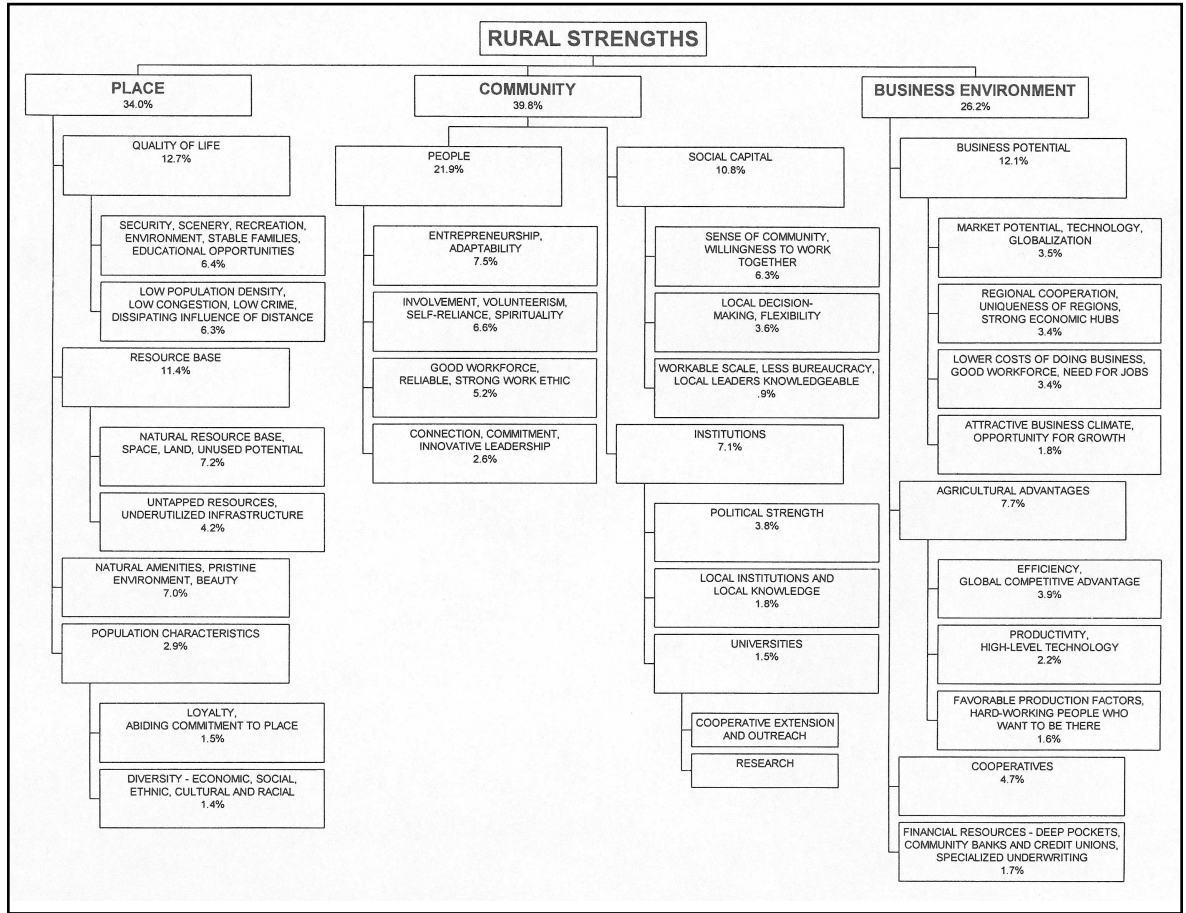 RURAL STRENGTHS
PLACE
34.0%
QUALITY OF LIFE
12.7%
SECURITY, SCENERY, RECREATION,
ENVIRONMENT, STABLE FAMILIES,
EDUCATIONAL OPPORTUNITIES
6.4%
LOW POPULATION DENSITY,
LOW CONGESTION, LOW CRIME,
DISSIPATING INFLUENCE OF DISTANCE
6.3%
RESOURCE BASE
11.4%
NATURAL RESOURCE BASE,
SPACE, LAND, UNUSED POTENTIAL
7.2%
UNTAPPED RESOURCES,
UNDERUTILIZED INFRASTRUCTURE
4.2%
NATURAL AMENITIES, PRISTINE
ENVIRONMENT, BEAUTY
7.0%
POPULATION CHARACTERISTICS
2.9%
LOYALTY,
ABIDING COMMITMENT TO PLACE
1.5%
DIVERSITY - ECONOMIC, SOCIAL,
ETHNIC, CULTURAL AND RACIAL
1.4%
COMMUNITY
39.8%
PEOPLE
21.9%
ENTREPRENEURSHIP,
ADAPTABILITY
7.5%
INVOLVEMENT, VOLUNTEERISM,
SELF-RELIANCE, SPIRITUALITY
6.6%
GOOD WORKFORCE,
RELIABLE, STRONG WORK ETHIC
5.2%
CONNECTION, COMMITMENT,
INNOVATIVE LEADERSHIP
2.6%
SOCIAL CAPITAL
10.8%
SENSE OF COMMUNITY,
WILLINGNESS TO WORK
TOGETHER
6.3%
LOCAL DECISION-
MAKING, FLEXIBILITY
3.6%
WORKABLE SCALE, LESS BUREAUCRACY,
LOCAL LEADERS KNOWLEDGEABLE
.9%
INSTITUTIONS
7.1%
POLITICAL STRENGTH
3.8%
LOCAL INSTITUTIONS AND
LOCAL KNOWLEDGE
1.8%
UNIVERSITIES
1.5%
COOPERATIVE EXTENSION
AND OUTREACH
RESEARCH
BUSINESS ENVIRONMENT
26.2%
BUSINESS POTENTIAL
12.1%
MARKET POTENTIAL, TECHNOLOGY,
GLOBALIZATION
3.5%
REGIONAL COOPERATION,
UNIQUENESS OF REGIONS,
STRONG ECONOMIC HUBS
3.4%
LOWER COSTS OF DOING BUSINESS,
GOOD WORKFORCE, NEED FOR JOBS
3.4%
ATTRACTIVE BUSINESS CLIMATE,
OPPORTUNITY FOR GROWTH
1.8%
AGRICULTURAL ADVANTAGES
7.7%
EFFICIENCY,
GLOBAL COMPETITIVE ADVANTAGE
3.9%
PRODUCTIVITY,
HIGH-LEVEL TECHNOLOGY
2.2%
FAVORABLE PRODUCTION FACTORS,
HARD-WORKING PEOPLE WHO
WANT TO BE THERE
1.6%
COOPERATIVES
4.7%
FINANCIAL RESOURCES - DEEP POCKETS,
COMMUNITY BANKS AND CREDIT UNIONS,
SPECIALIZED UNDERWRITING
1.7%